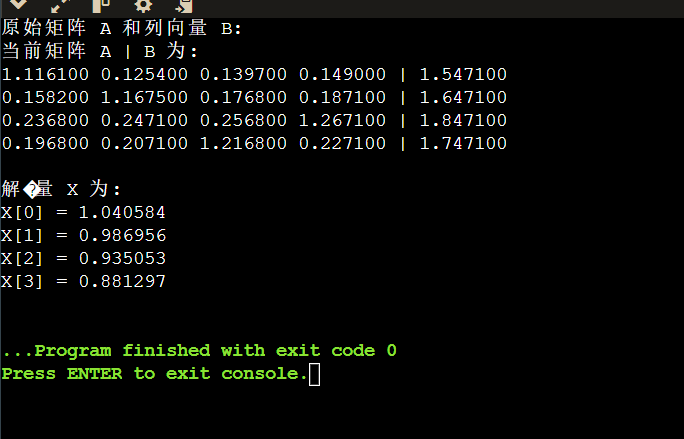 原始矩阵 A 和列向量 B:
当前矩阵 A | B 为:
1.116100 0.125400 0.139700 0.149000 | 1.547100
0.158200 1.167500 0.176800 0.187100 | 1.647100
0.236800 0.247100 0.256800 1.267100 | 1.847100
0.196800 0.207100 1.216800 0.227100 | 1.747100
解�量 X 为:
X[0] = 1.040584
X[1] = 0.986956
X[2] = 0.935053
X[3] = 0.881297
...Program finished with exit code 0
Press ENTER to exit console.